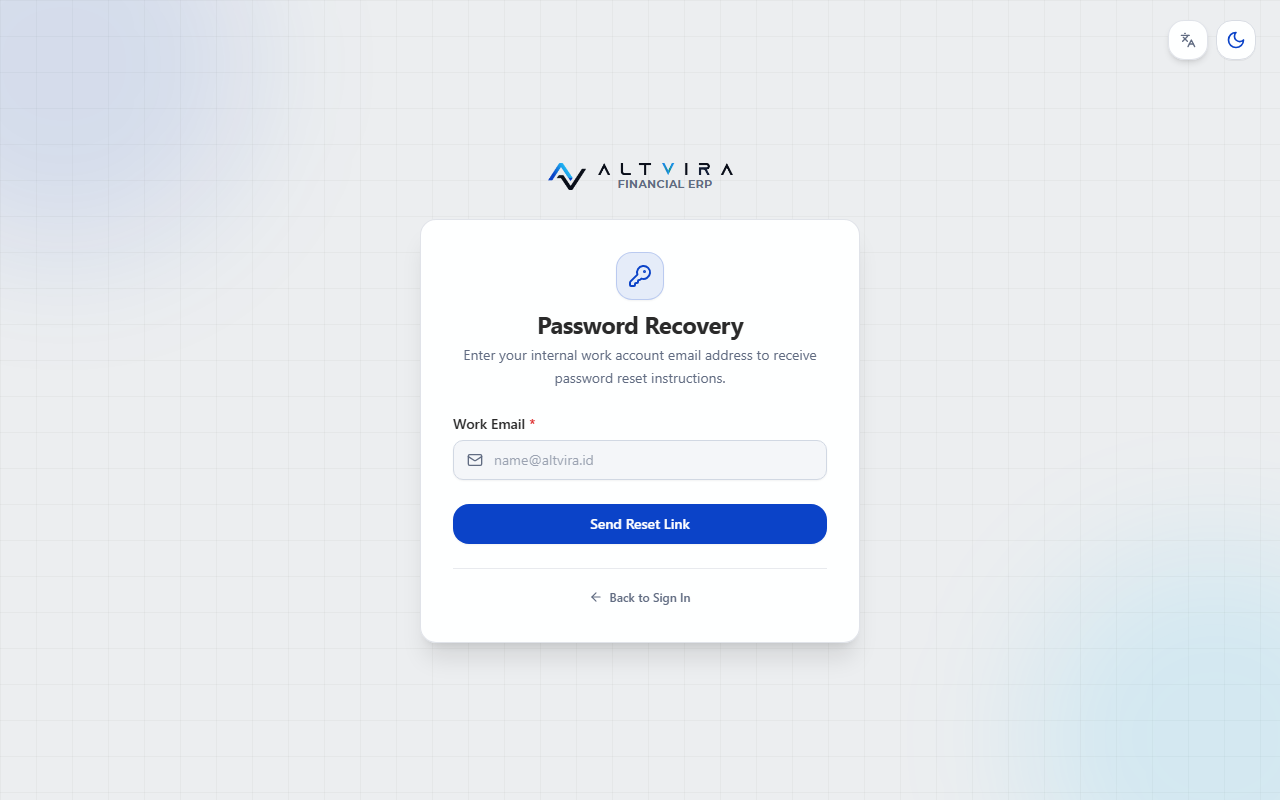 ALTVIRA
FINANCIAL ERP
Password Recovery
Enter your internal work account email address to receive
password reset instructions.
Work Email *
name@altvira.id
Send Reset Link
Back to Sign In